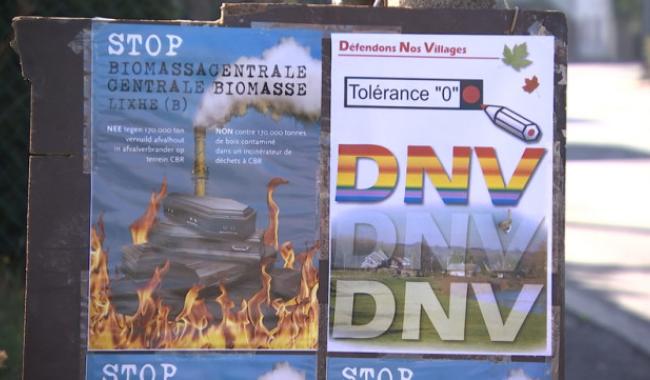 STOP
BIOMASSACENTRALE
CENTRALE BIOMASSE
LIXHE (B)
NEE tegen 170.000 ton
vervuild afvalhout
in afvalverbrander op
terrein CBR
NON contre 170.000 tonnes
de bois contaminé
dans un incinérateur de
déchets à CBR
Défendons Nos Villages
Tolérance "0"
DNV
DNV
DNV
STOP
STOP